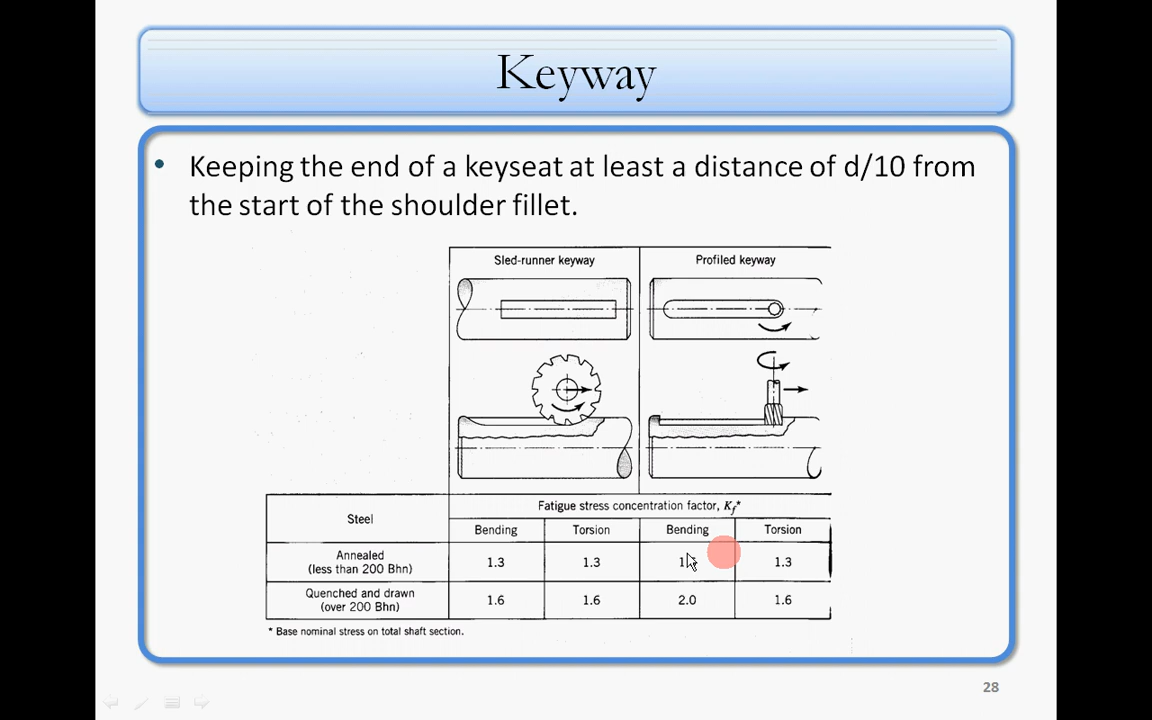 Keyway
• Keeping the end of a keyseat at least a distance of d/10 from
the start of the shoulder fillet.
Sled-runner keyway Profiled keyway
Steel
Fatigue stress concentration factor, Kf*
Bending Torsion Bending Torsion
Annealed
(less than 200 Bhn)
1.3 1.3 1.3
Quenched and drawn
(over 200 Bhn)
1.6 1.6 2.0 1.6
* Base nominal stress on total shaft section.
28